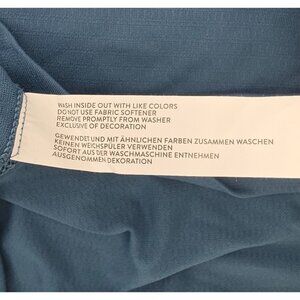 WASH INSIDE OUT WITH LIKE COLORS
DO NOT USE FABRIC SOFTENER
REMOVE PROMPTLY FROM WASHER
EXCLUSIVE OF DECORATION
GEWENDET UND MIT ÄHNLICHEN FARBEN ZUSAMMEN WASCHEN
KEINEN WEICHSPÜLER VERWENDEN
SOFORT AUS DER WASCHMASCHINE ENTNEHMEN
AUSGENOMMEN DEKORATION